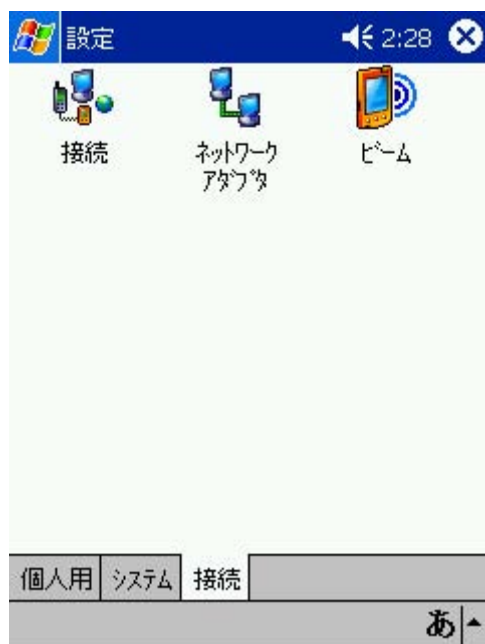 設定 2:28
接続 ネットワーク ビーム
アダプタ
個人用 システム 接続
あ